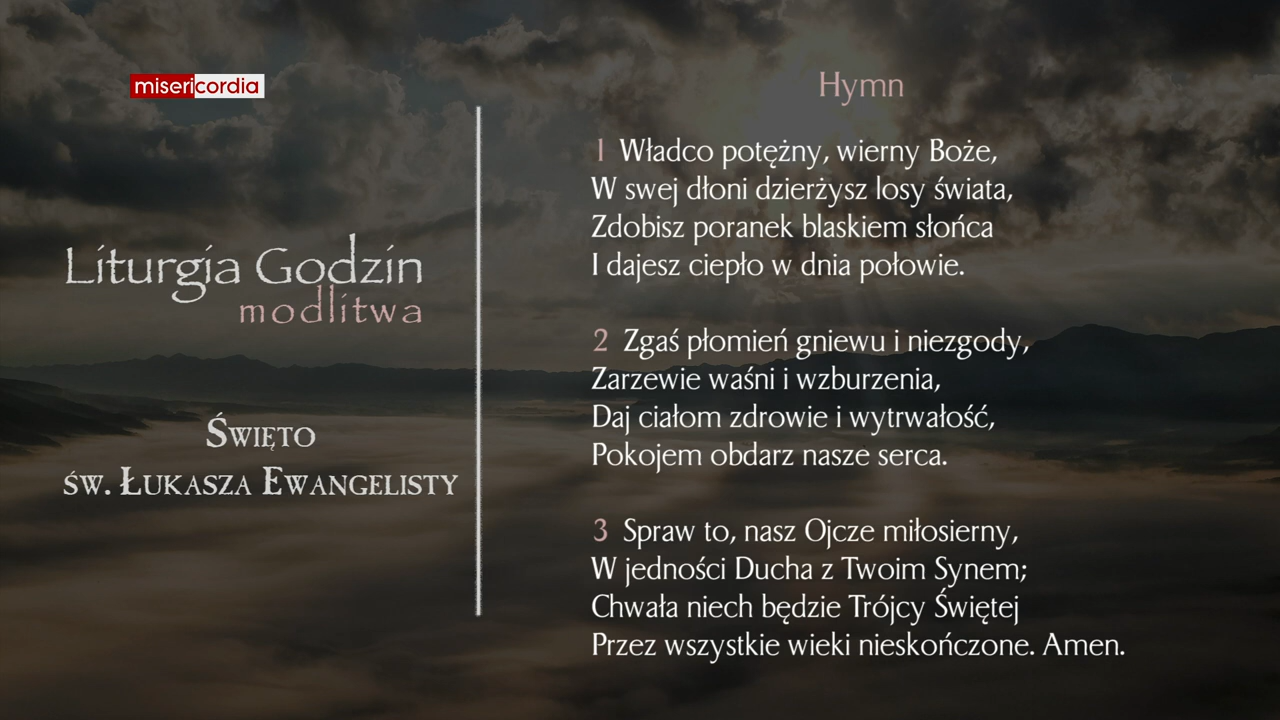 misericordia
Liturgia Godzin
modlitwa
Święto
św. Łukasza Ewangelisty
Hymn
1 Władco potężny, wierny Boże,
W swej dłoni dzierżysz losy świata,
Zdobisz poranek blaskiem słońca
I dajesz ciepło w dnia połowie.
2 Zgaś płomień gniewu i niezgody,
Zarzewie waśni i wzburzenia,
Daj ciałom zdrowie i wytrwałość,
Pokojem obdarz nasze serca.
3 Spraw to, nasz Ojcze miłosierny,
W jedności Ducha z Twoim Synem;
Chwała niech będzie Trójcy Świętej
Przez wszystkie wieki nieskończone. Amen.